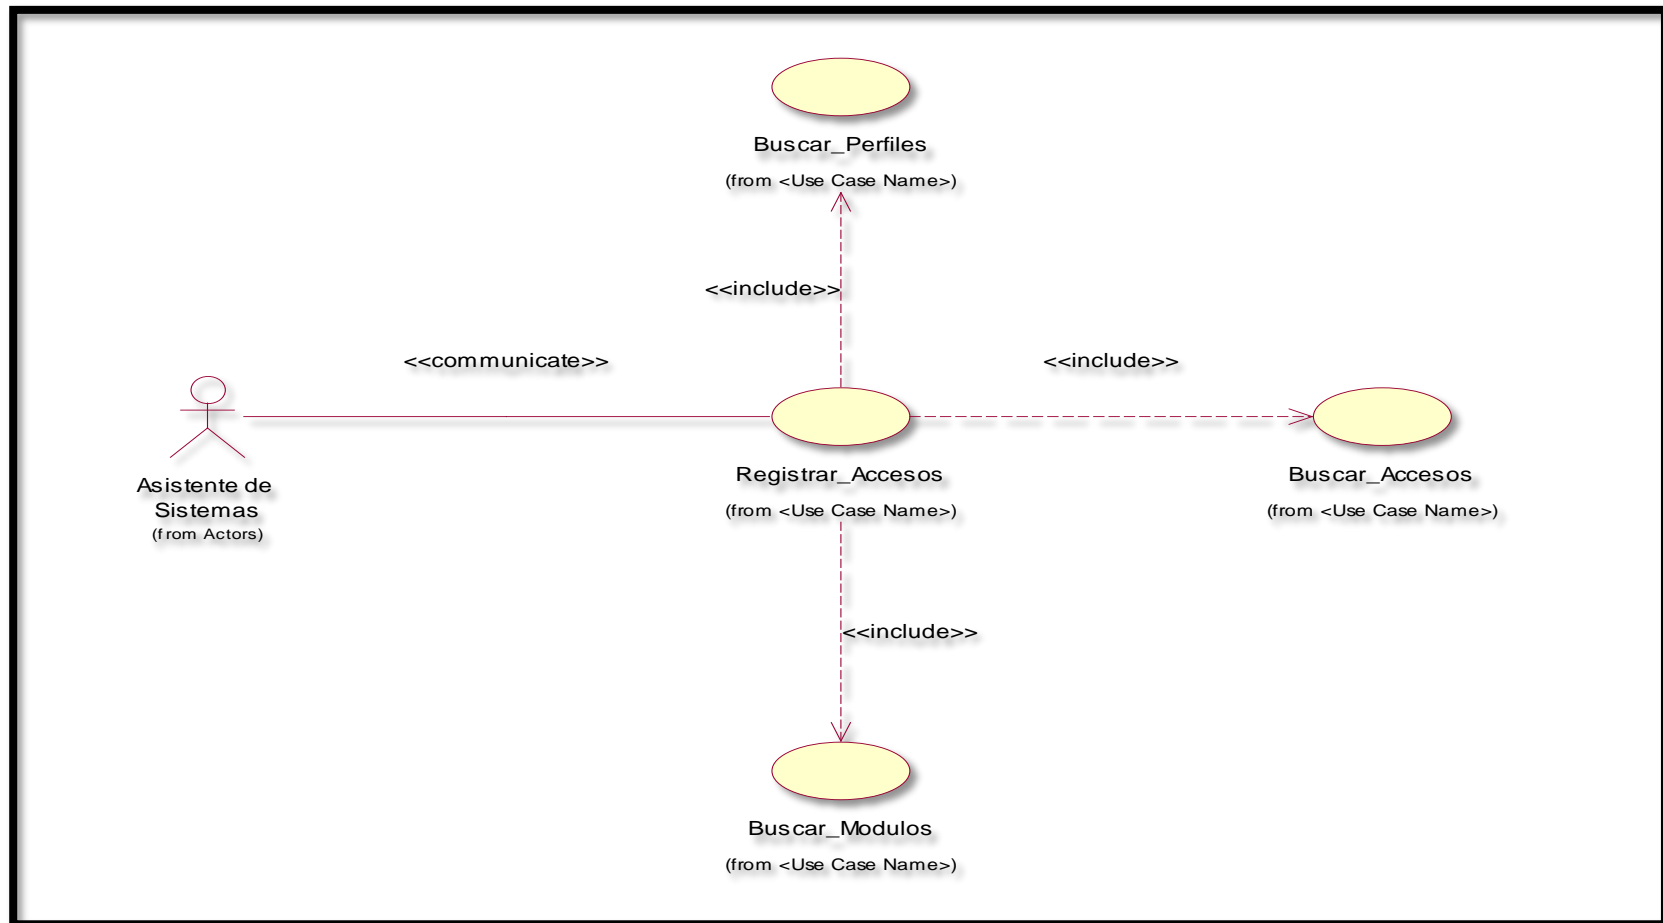 Buscar_Perfiles
(from <Use Case Name>)
<<include>>
<<communicate>>
<<include>>
Asistente de
Sistemas
(from Actors)
Registrar_Accesos
(from <Use Case Name>)
Buscar_Accesos
(from <Use Case Name>)
<<include>>
Buscar_Modulos
(from <Use Case Name>)